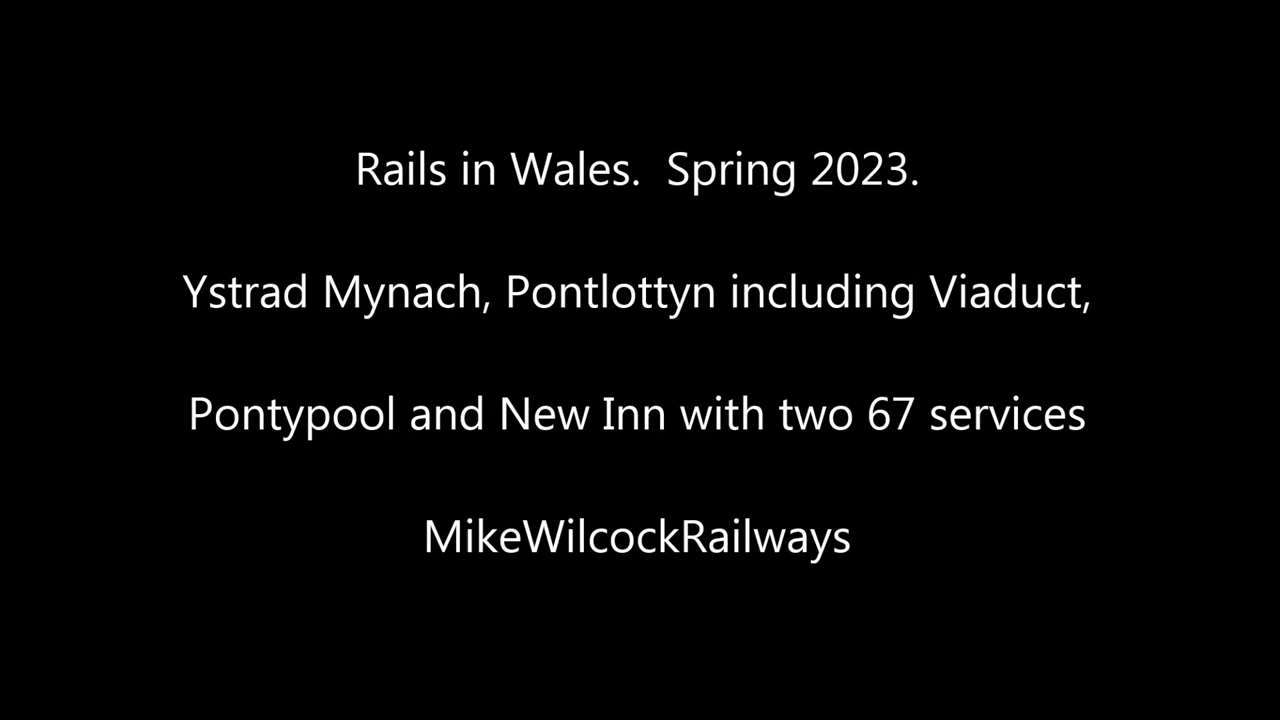 Rails in Wales.  Spring 2023.
Ystrad Mynach, Pontlottyn including Viaduct,
Pontypool and New Inn with two 67 services
MikeWilcockRailways